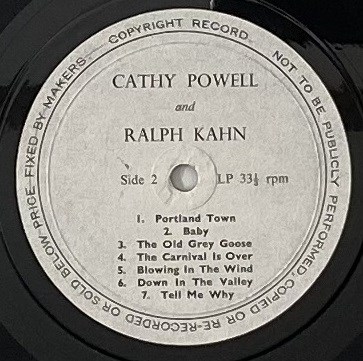 COPYRIGHT RECORD. NOT TO BE PUBLICLY PERFORMED, COPIED OR RE-RECORDED OR SOLD BELOW PRICE FIXED BY MAKERS.
CATHY POWELL
and
RALPH KAHN
Side 2 LP 33⅓ rpm
1. Portland Town
2. Baby
3. The Old Grey Goose
4. The Carnival Is Over
5. Blowing In The Wind
6. Down In The Valley
7. Tell Me Why